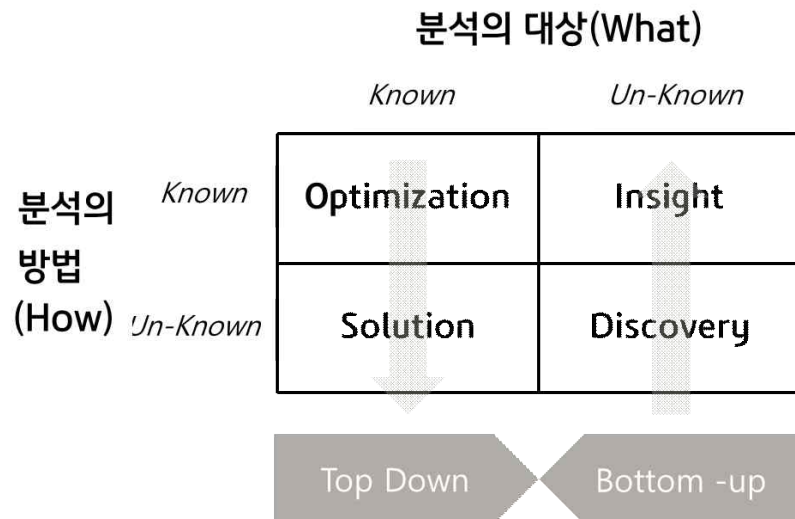 분석의 대상(What)
Known Un-Known
분석의
방법
(How)
Known Optimization Insight
Un-Known Solution Discovery
Top Down Bottom -up